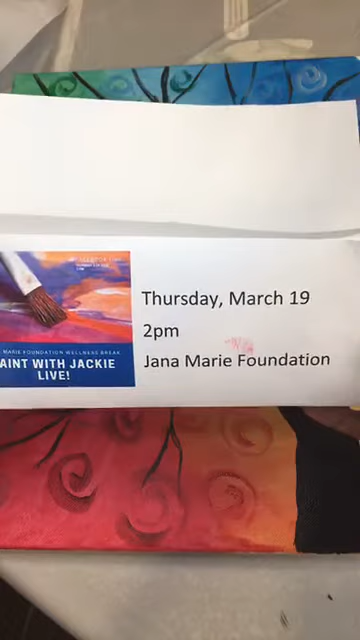 MARIE FOUNDATION WELLNESS BREAK
AINT WITH JACKIE
LIVE!
Thursday, March 19
2pm
Jana Marie Foundation